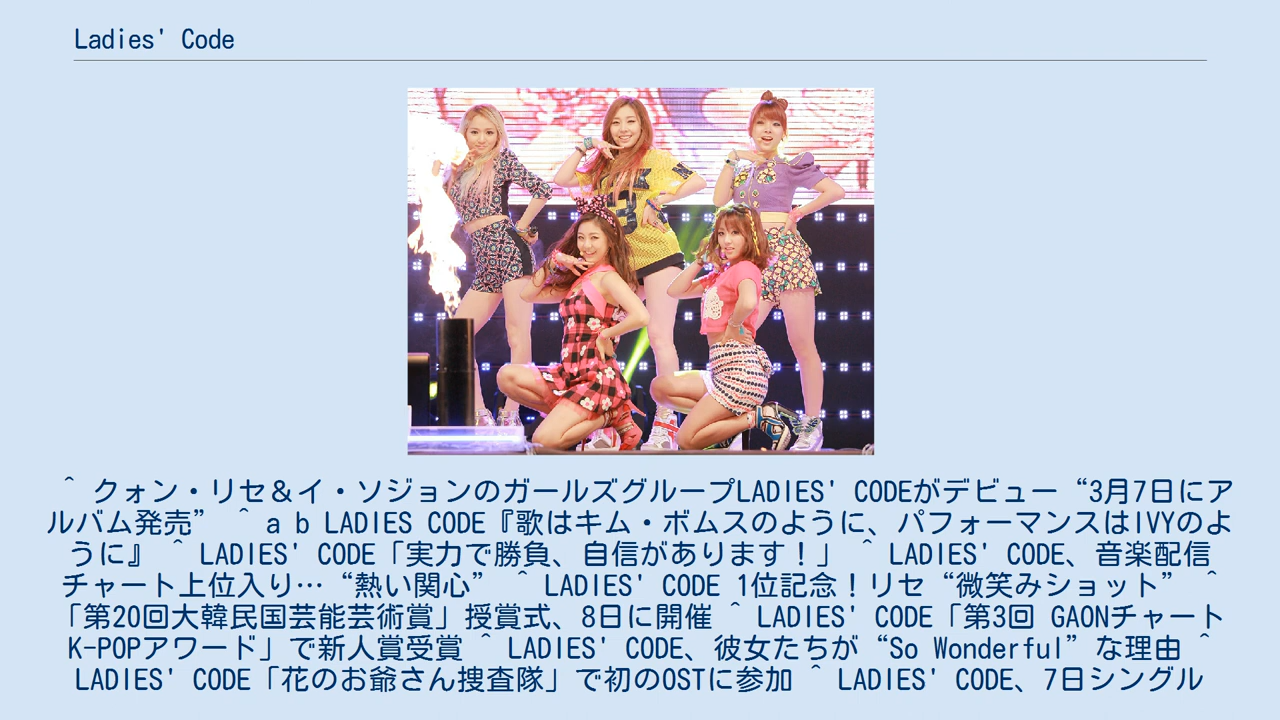 Ladies' Code
＾ クォン・リセ＆イ・ソジョンのガールズグループLADIES' CODEがデビュー“3月7日にア
ルバム発売” ＾ a b LADIES CODE『歌はキム・ボムスのように、パフォーマンスはIVYのよ
うに』 ＾ LADIES' CODE「実力で勝負、自信があります！」 ＾ LADIES' CODE、音楽配信
チャート上位入り…“熱い関心” ＾ LADIES' CODE 1位記念！リセ“微笑みショット” ＾
「第20回大韓民国芸能芸術賞」授賞式、8日に開催 ＾ LADIES' CODE「第3回 GAONチャート
K-POPアワード」で新人賞受賞 ＾ LADIES' CODE、彼女たちが“So Wonderful”な理由 ＾
LADIES' CODE「花のお爺さん捜査隊」で初のOSTに参加 ＾ LADIES' CODE、7日シングル